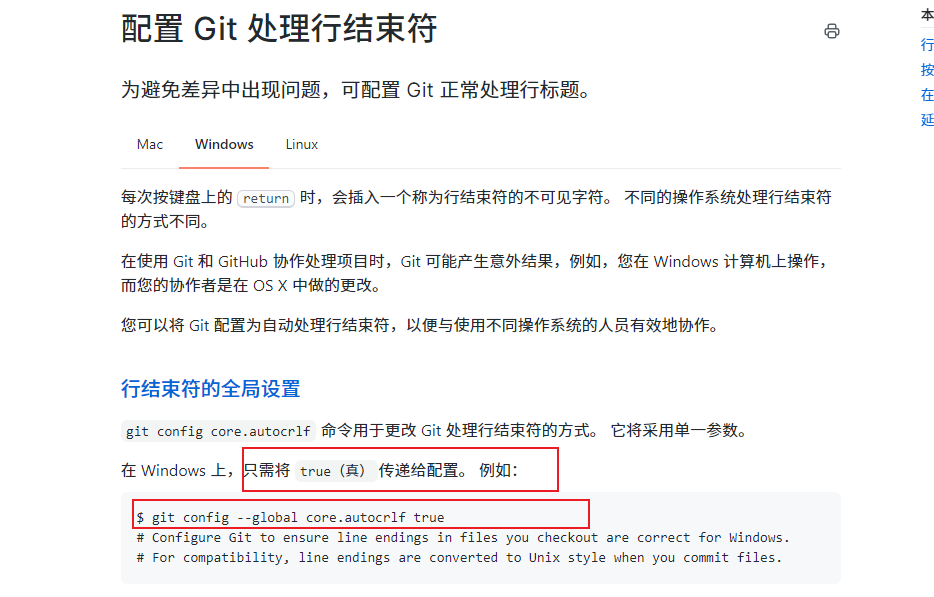 配置 Git 处理行结束符
本
行
按
在
延
为避免差异中出现问题，可配置 Git 正常处理行标题。
Mac Windows Linux
每次按键盘上的 return 时，会插入一个称为行结束符的不可见字符。 不同的操作系统处理行结束符
的方式不同。
在使用 Git 和 GitHub 协作处理项目时，Git 可能产生意外结果，例如，您在 Windows 计算机上操作，
而您的协作者是在 OS X 中做的更改。
您可以将 Git 配置为自动处理行结束符，以便与使用不同操作系统的人员有效地协作。
行结束符的全局设置
git config core.autocrlf 命令用于更改 Git 处理行结束符的方式。 它将采用单一参数。
在 Windows 上，只需将 true（真） 传递给配置。 例如：
$ git config --global core.autocrlf true
# Configure Git to ensure line endings in files you checkout are correct for Windows.
# For compatibility, line endings are converted to Unix style when you commit files.